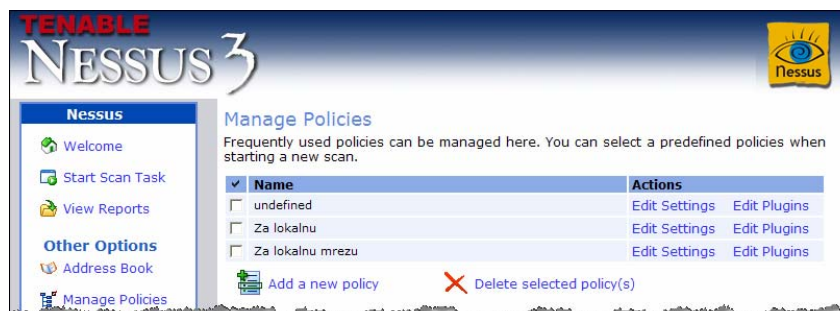 TENABLE
NESSUS 3
Nessus
Nessus
Welcome
Start Scan Task
View Reports
Other Options
Address Book
Manage Policies
Manage Policies
Frequently used policies can be managed here. You can select a predefined policies when
starting a new scan.
Name Actions
undefined Edit Settings Edit Plugins
Za lokalnu Edit Settings Edit Plugins
Za lokalnu mrezu Edit Settings Edit Plugins
Add a new policy Delete selected policy(s)